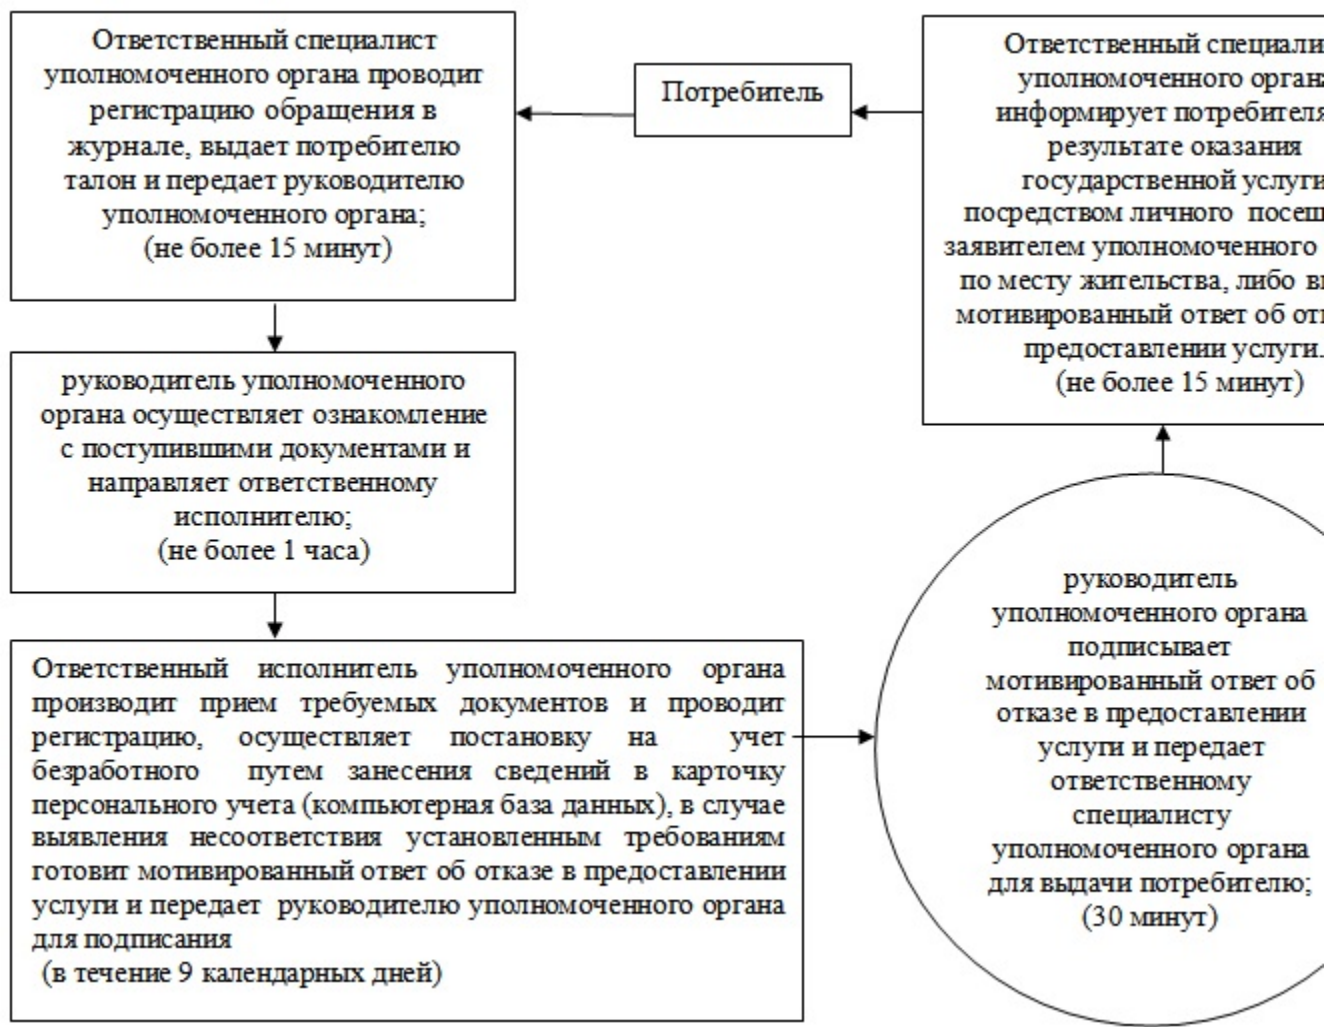 Ответственный специалист
уполномоченного органа проводит
регистрацию обращения в
журнале, выдает потребителю
талон и передает руководителю
уполномоченного органа;
(не более 15 минут)
Потребитель
Ответственный
уполномоченного
информирует
результате оказания
государственной
посредством личного
заявителем уполномоченного
по месту жительства, либо
мотивированный ответ об
предоставлении услуги.
(не более 15 минут)
руководитель уполномоченного
органа осуществляет ознакомление
с поступившими документами и
направляет ответственному
исполнителю;
(не более 1 часа)
Ответственный исполнитель уполномоченного органа
производит прием требуемых документов и проводит
регистрацию, осуществляет постановку на учет
безработного путем занесения сведений в карточку
персонального учета (компьютерная база данных), в случае
выявления несоответствия установленным требованиям
готовит мотивированный ответ об отказе в предоставлении
услуги и передает руководителю уполномоченного органа
для подписания
(в течение 9 календарных дней)
руководитель
уполномоченного органа
подписывает
мотивированный ответ об
отказе в предоставлении
услуги и передает
ответственному
специалисту
уполномоченного органа
для выдачи потребителю;
(30 минут)